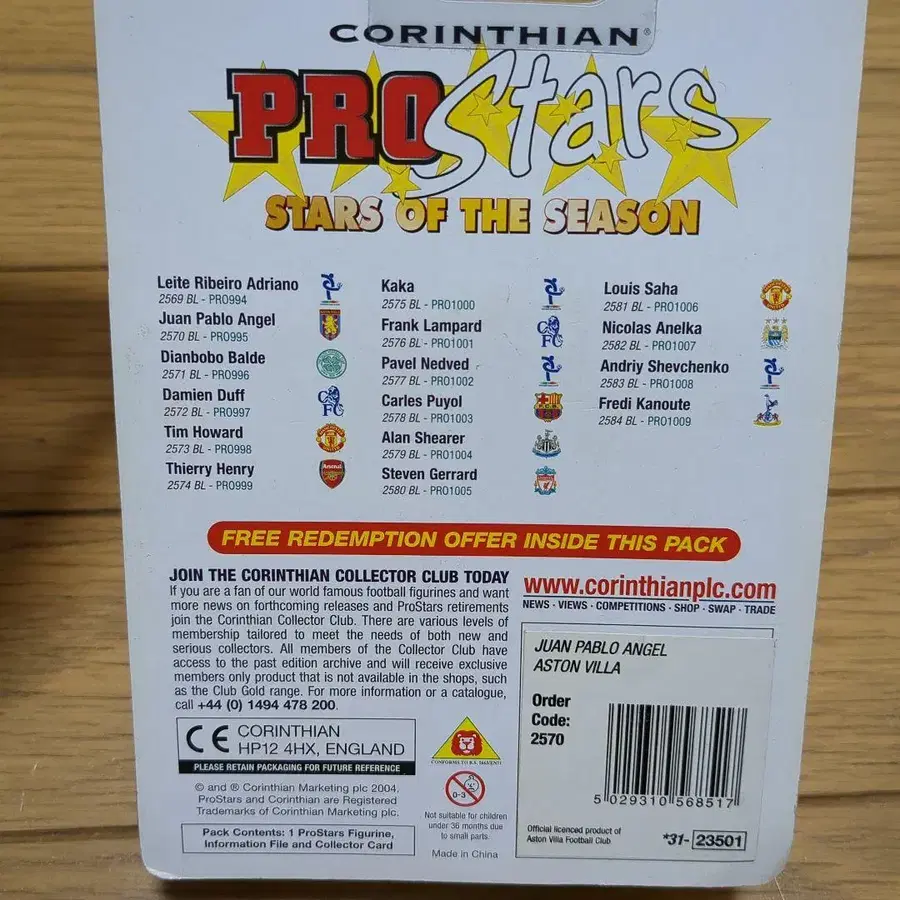 CORINTHIAN®
PRO Stars
STARS OF THE SEASON
Leite Ribeiro Adriano
2569 BL - PRO994
Juan Pablo Angel
2570 BL - PRO995
Dianbobo Balde
2571 BL - PRO996
Damien Duff
2572 BL - PRO997
Tim Howard
2573 BL - PRO998
Thierry Henry
2574 BL - PRO999
Kaka
2575 BL - PRO1000
Frank Lampard
2576 BL - PRO1001
Pavel Nedved
2577 BL - PRO1002
Carles Puyol
2578 BL - PRO1003
Alan Shearer
2579 BL - PRO1004
Steven Gerrard
2580 BL - PRO1005
Louis Saha
2581 BL - PRO1006
Nicolas Anelka
2582 BL - PRO1007
Andriy Shevchenko
2583 BL - PRO1008
Fredi Kanoute
2584 BL - PRO1009
FREE REDEMPTION OFFER INSIDE THIS PACK
JOIN THE CORINTHIAN COLLECTOR CLUB TODAY
If you are a fan of our world famous football figurines and want
more news on forthcoming releases and ProStars retirements
join the Corinthian Collector Club. There are various levels of
membership tailored to meet the needs of both new and
serious collectors. All members of the Collector Club have
access to the past edition archive and will receive exclusive
members only product that is not available in the shops, such
as the Club Gold range. For more information or a catalogue,
call +44 (0) 1494 478 200.
CE CORINTHIAN
HP12 4HX, ENGLAND
PLEASE RETAIN PACKAGING FOR FUTURE REFERENCE
© and ® Corinthian Marketing plc 2004.
ProStars and Corinthian are Registered
Trademarks of Corinthian Marketing plc.
Pack Contents: 1 ProStars Figurine,
Information File and Collector Card
CONFORMS TO B.S.
0-3
Not suitable for children
under 36 months due
to small parts.
Made in China
www.corinthianplc.com
NEWS · VIEWS · COMPETITIONS · SHOP · SWAP · TRADE
JUAN PABLO ANGEL
ASTON VILLA
Order
Code:
2570
5 029310 568517
Official licenced product of
Aston Villa Football Club
*31- 23501